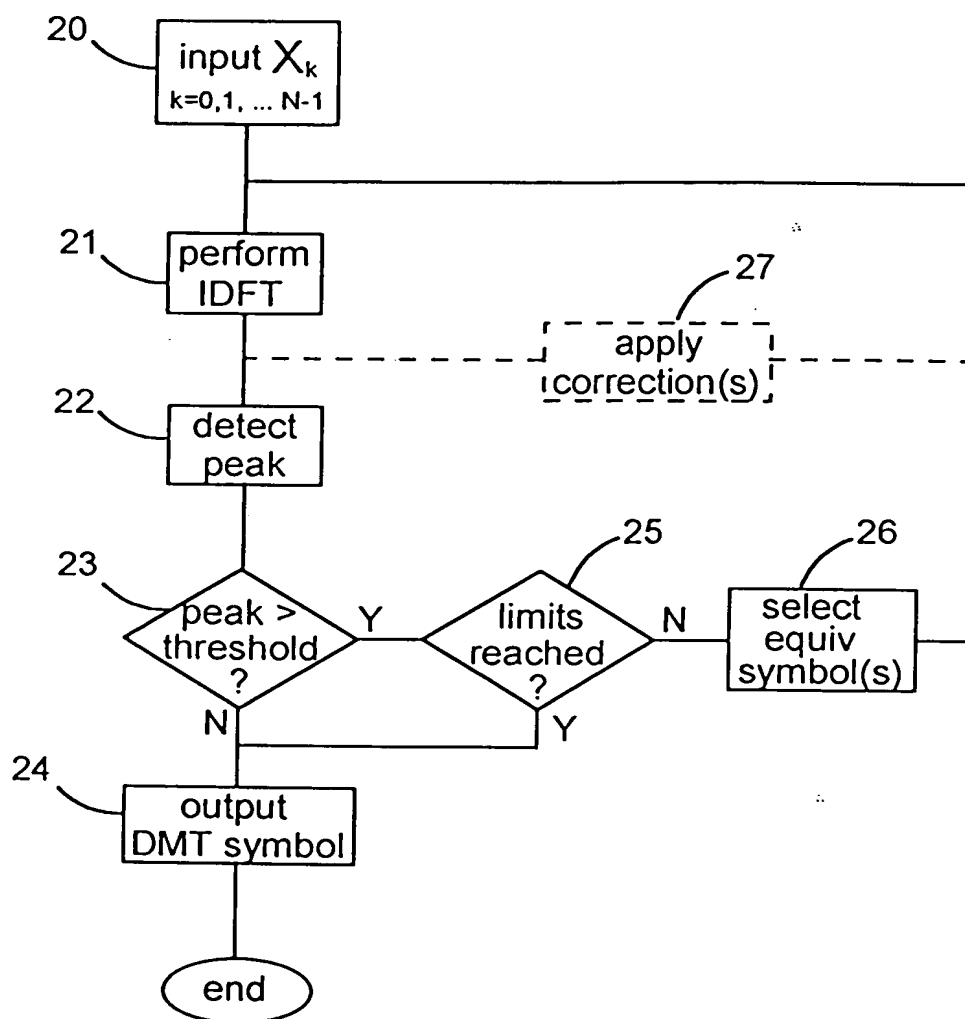 20
input Xk
k=0,1, ... N-1
21
perform
IDFT
27
apply
correction(s)
22
detect
peak
23
peak >
threshold
?
Y
N
25
limits
reached
?
N
Y
26
select
equiv
symbol(s)
24
output
DMT symbol
end